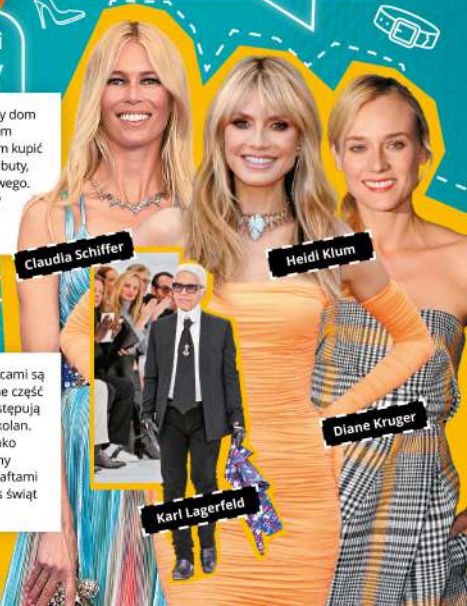 i
y
y dom
m
m kupić
buty,
wego.
Claudia Schiffer
Heidi Klum
cami są
e część
stępują
kolan.
ako
ny
aftami
s świąt
Diane Kruger
Karl Lagerfeld